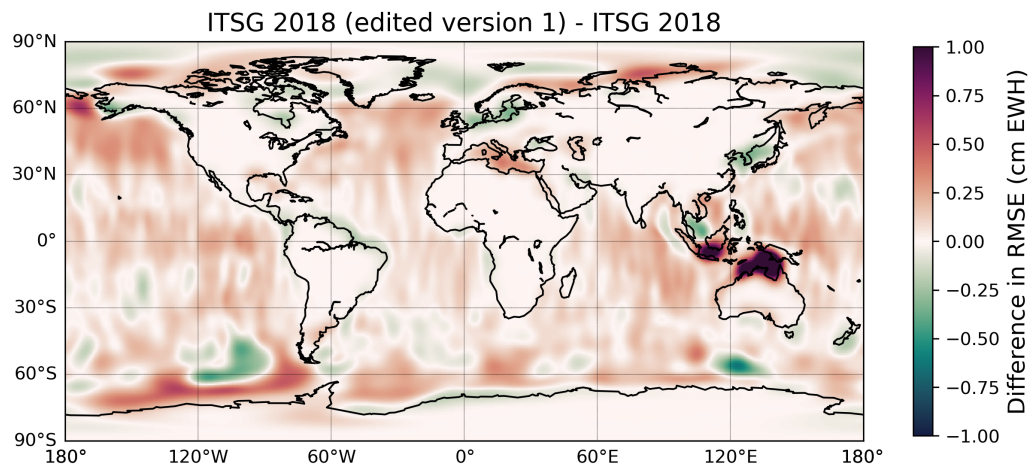 ITSG 2018 (edited version 1) - ITSG 2018
90°N
60°N
30°N
0°
30°S
60°S
90°S
180° 120°W 60°W 0° 60°E 120°E 180°
1.00
0.75
0.50
0.25
0.00
−0.25
−0.50
−0.75
−1.00
Difference in RMSE (cm EWH)